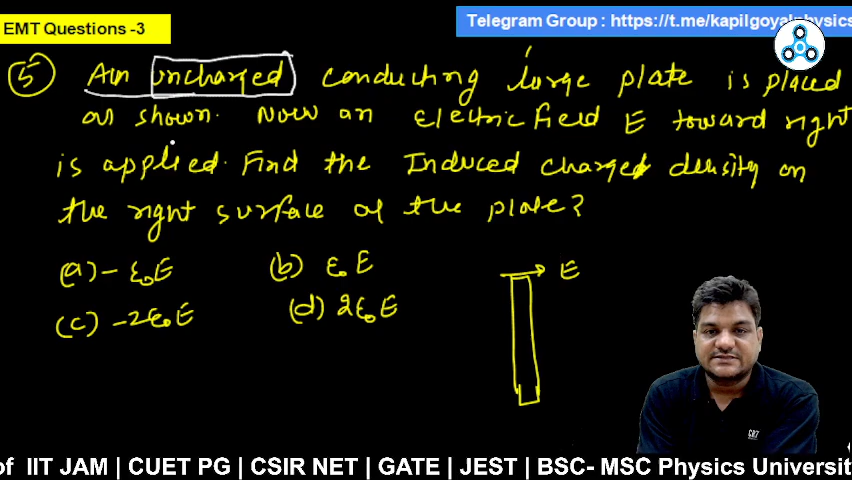 EMT Questions -3
Telegram Group : https://t.me/kapilgoyalphysics
(5) An uncharged conducting large plate is placed
as shown. Now an Electric field E toward right
is applied. Find the Induced charged density on
the right surface of the plate?
(a) - ε₀E (b) ε₀E
E
(c) -2ε₀E (d) 2ε₀E
of IIT JAM | CUET PG | CSIR NET | GATE | JEST | BSC- MSC Physics Universit